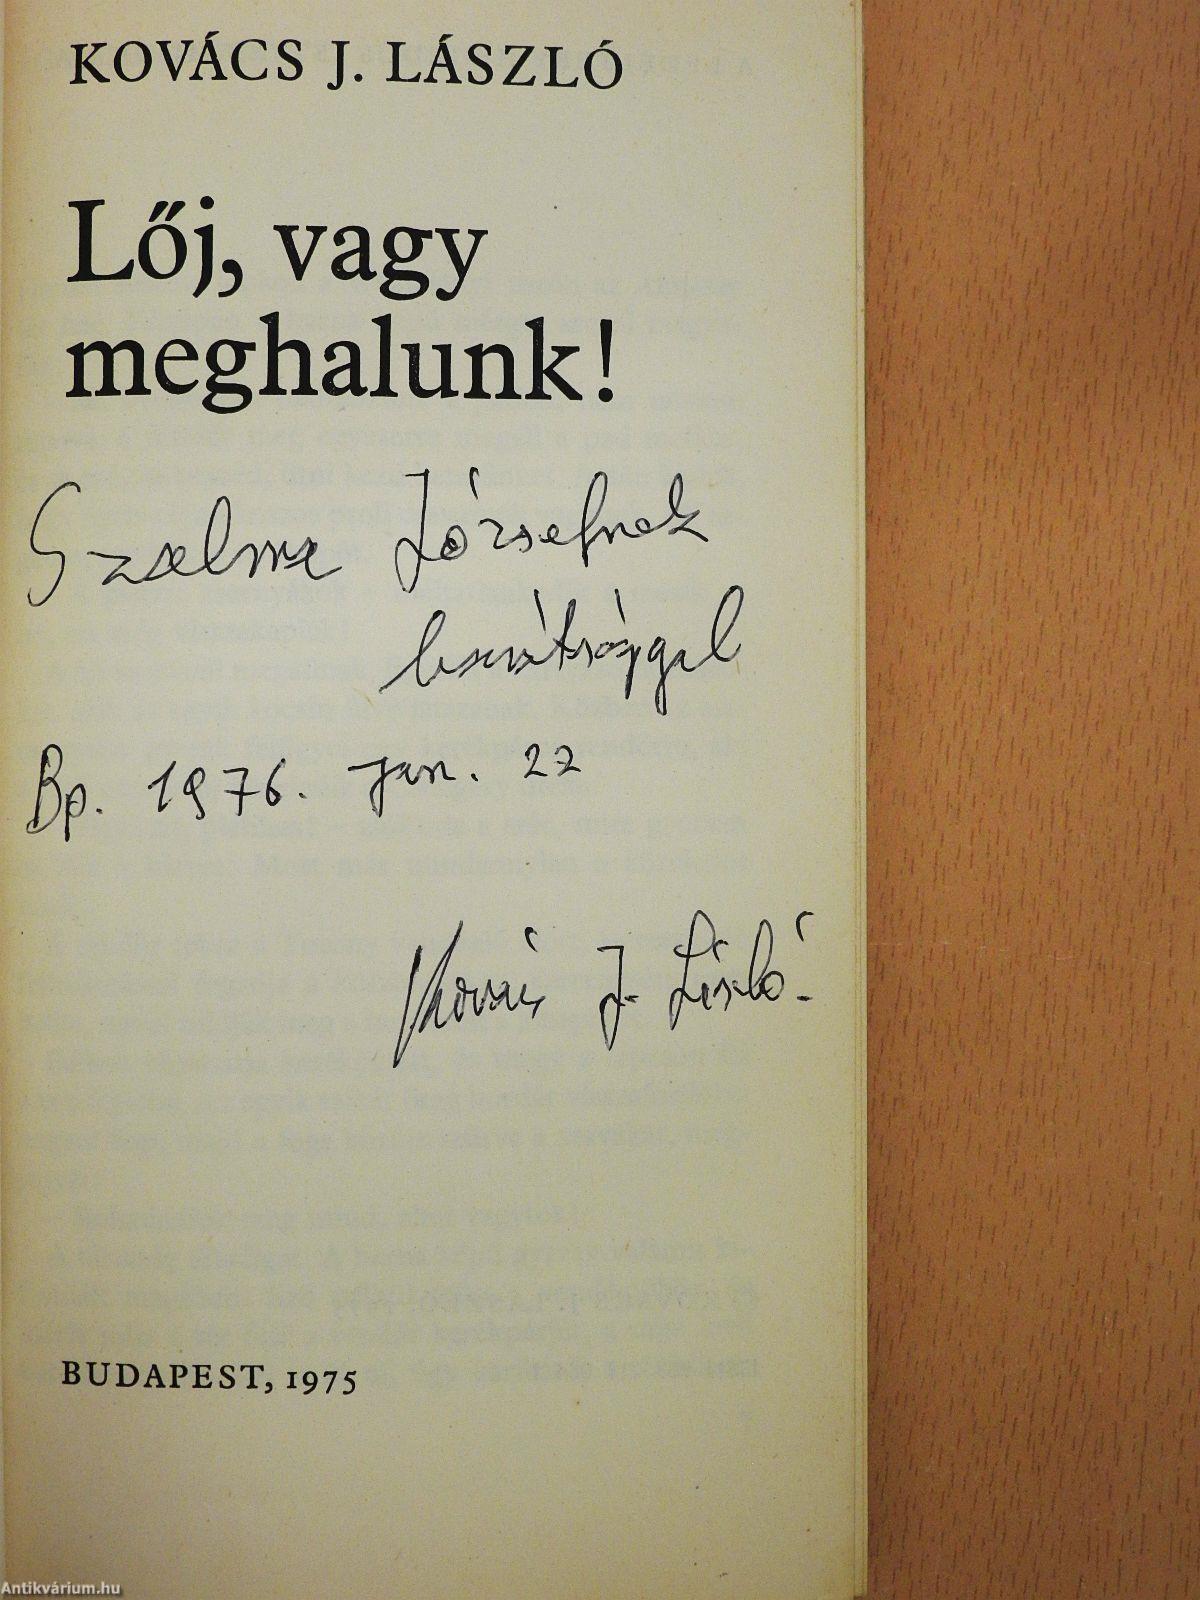 KOVÁCS J. LÁSZLÓ
Lőj, vagy
meghalunk!
Szalma Józsefnek
barátsággal
Bp. 1976. jan. 22
Kovács J. László.
BUDAPEST, 1975
Antikvárium.hu